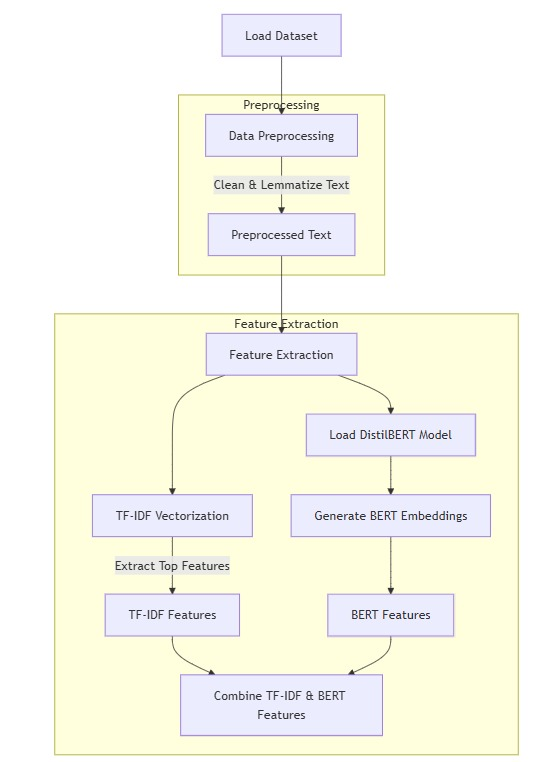 Load Dataset
Preprocessing
Data Preprocessing
Clean & Lemmatize Text
Preprocessed Text
Feature Extraction
Feature Extraction
Load DistilBERT Model
TF-IDF Vectorization
Generate BERT Embeddings
Extract Top Features
TF-IDF Features
BERT Features
Combine TF-IDF & BERT
Features